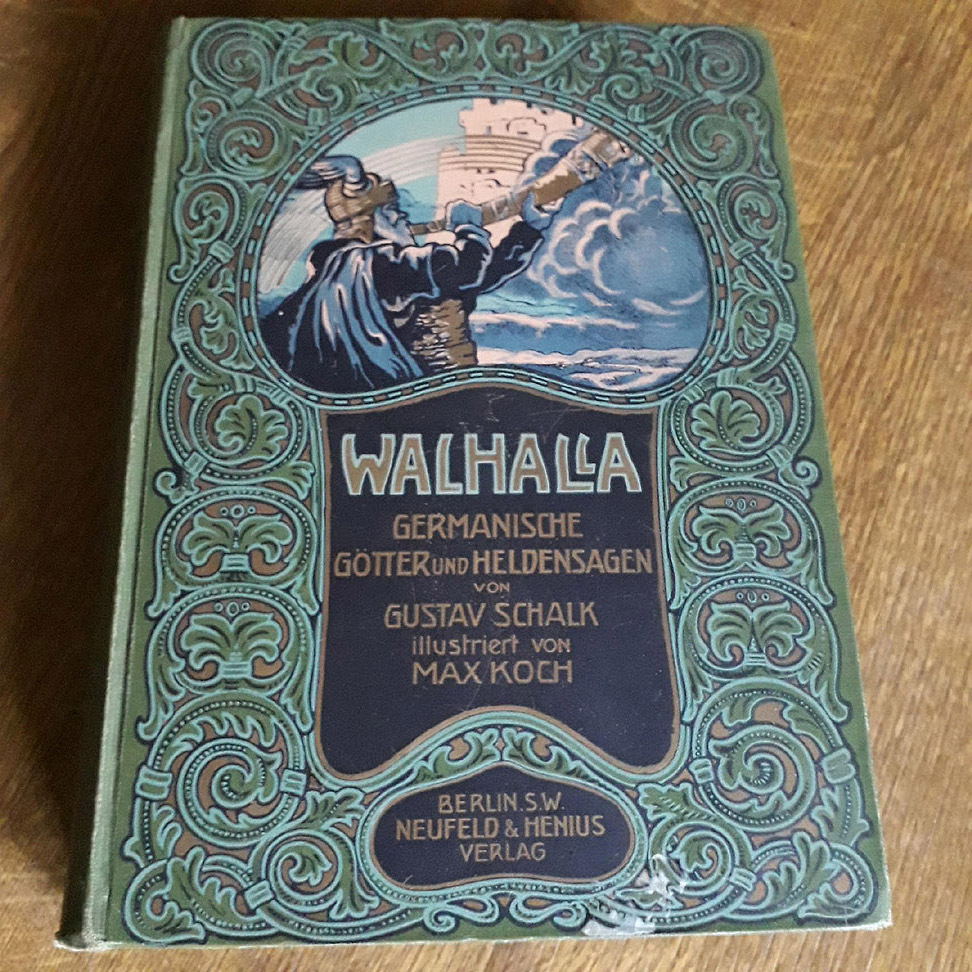 WALHALLA
GERMANISCHE
GÖTTER UND HELDENSAGEN
VON
GUSTAV SCHALK
illustriert VON
MAX KOCH
BERLIN.S.W.
NEUFELD & HENIUS
VERLAG